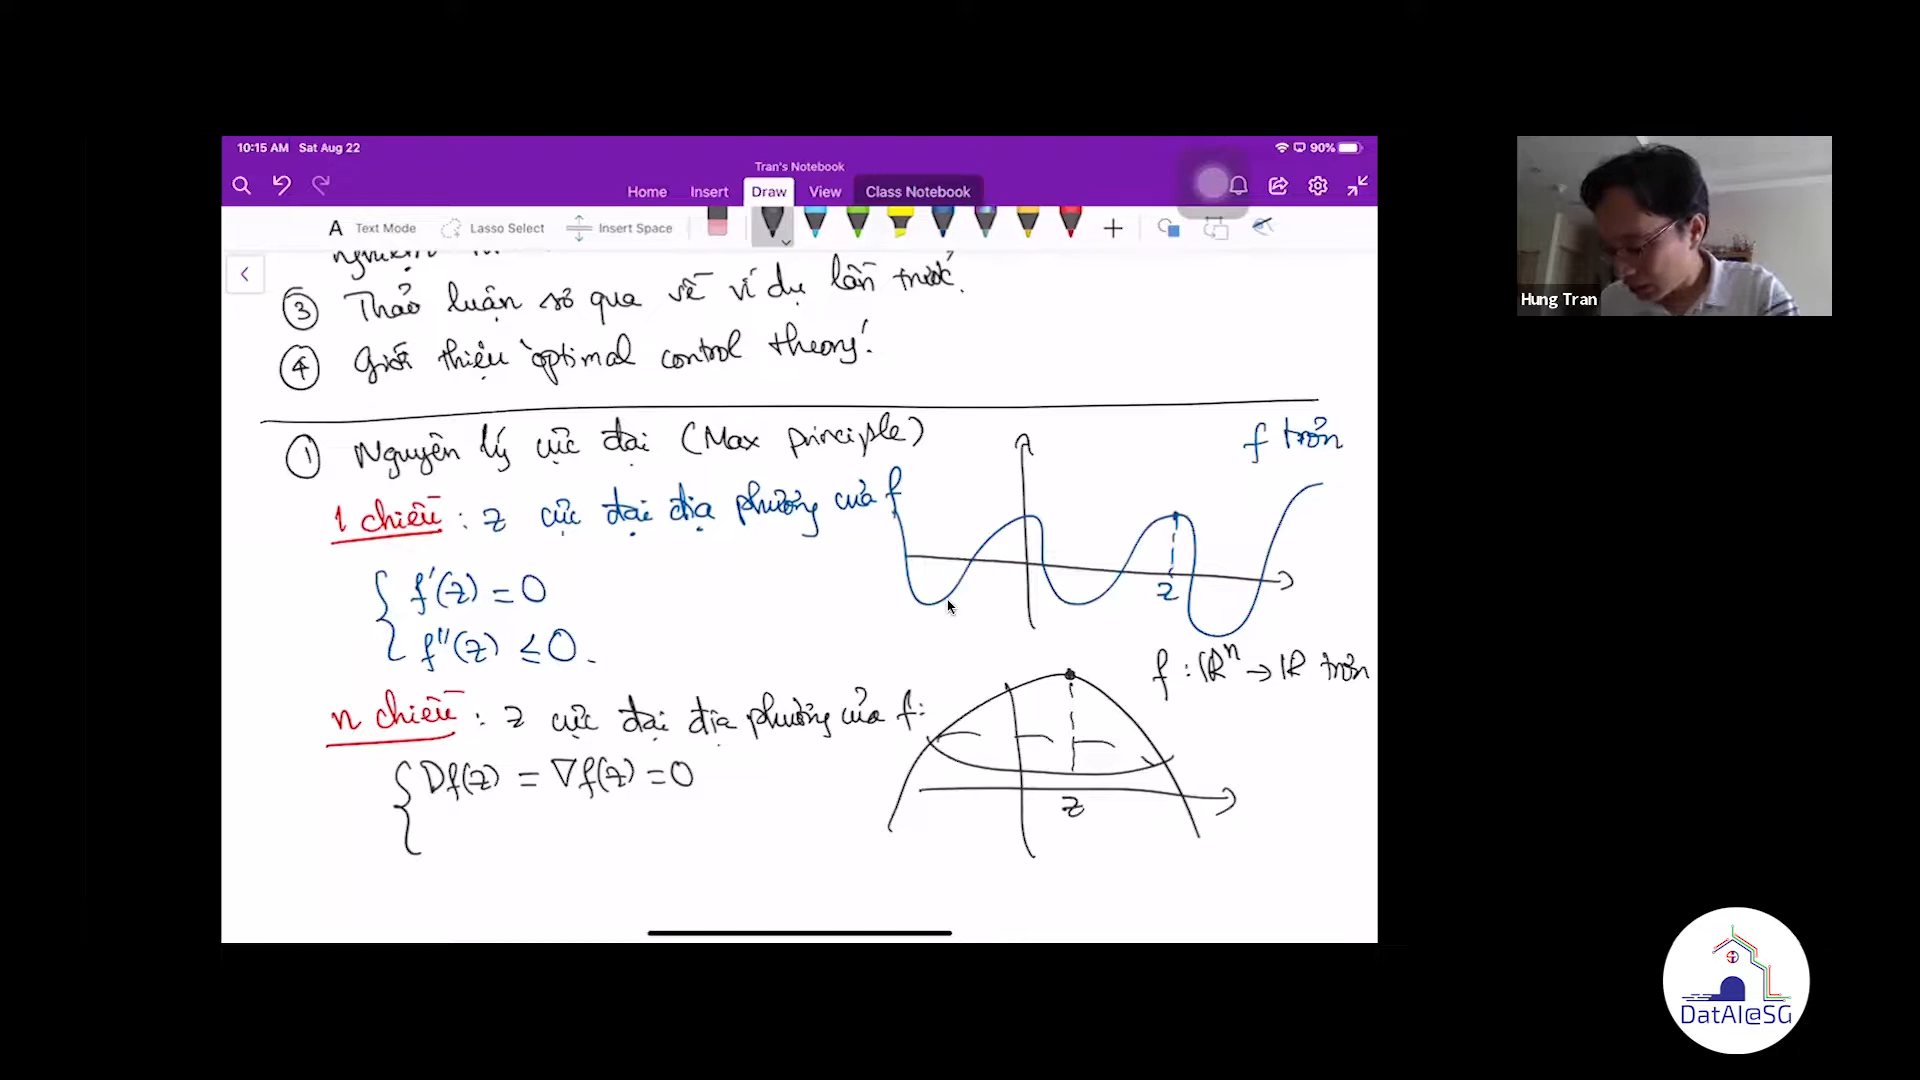 10:15 AM Sat Aug 22
90%
Tran's Notebook
Home Insert Draw View Class Notebook
A Text Mode Lasso Select Insert Space
③ Thảo luận sơ qua về ví dụ lần trước.
④ Giới thiệu "optimal control theory".
① Nguyên lý cực đại (Max principle)
f trơn
1 chiều : z cực đại địa phương của f
f'(z) = 0
f''(z) ≤ 0.
z
f : ℝⁿ → ℝ trơn
n chiều : z cực đại địa phương của f:
Df(z) = ∇f(z) = 0
z
Hung Tran
DatAI@SG